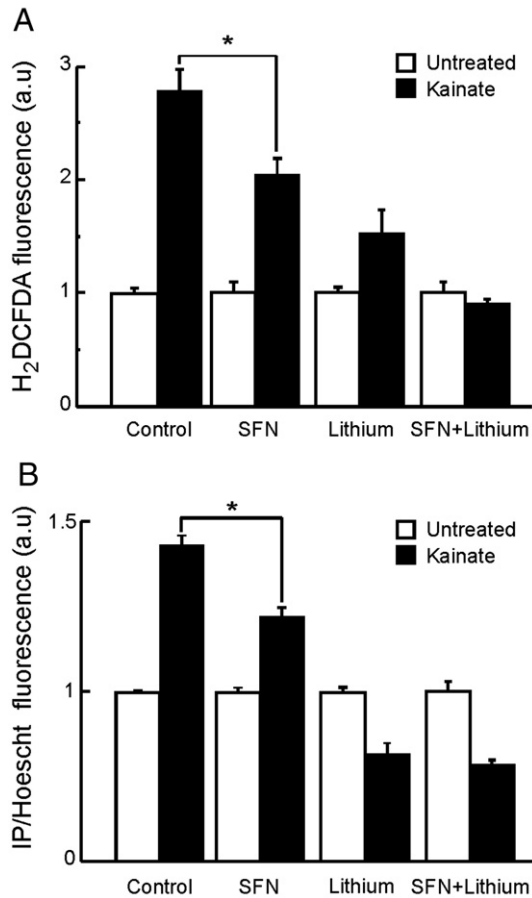 A
*
3
2
1
0
H₂DCFDA fluorescence (a.u)
Untreated
Kainate
Control SFN Lithium SFN+Lithium
B
*
1.5
1
0
IP/Hoescht fluorescence (a.u)
Untreated
Kainate
Control SFN Lithium SFN+Lithium